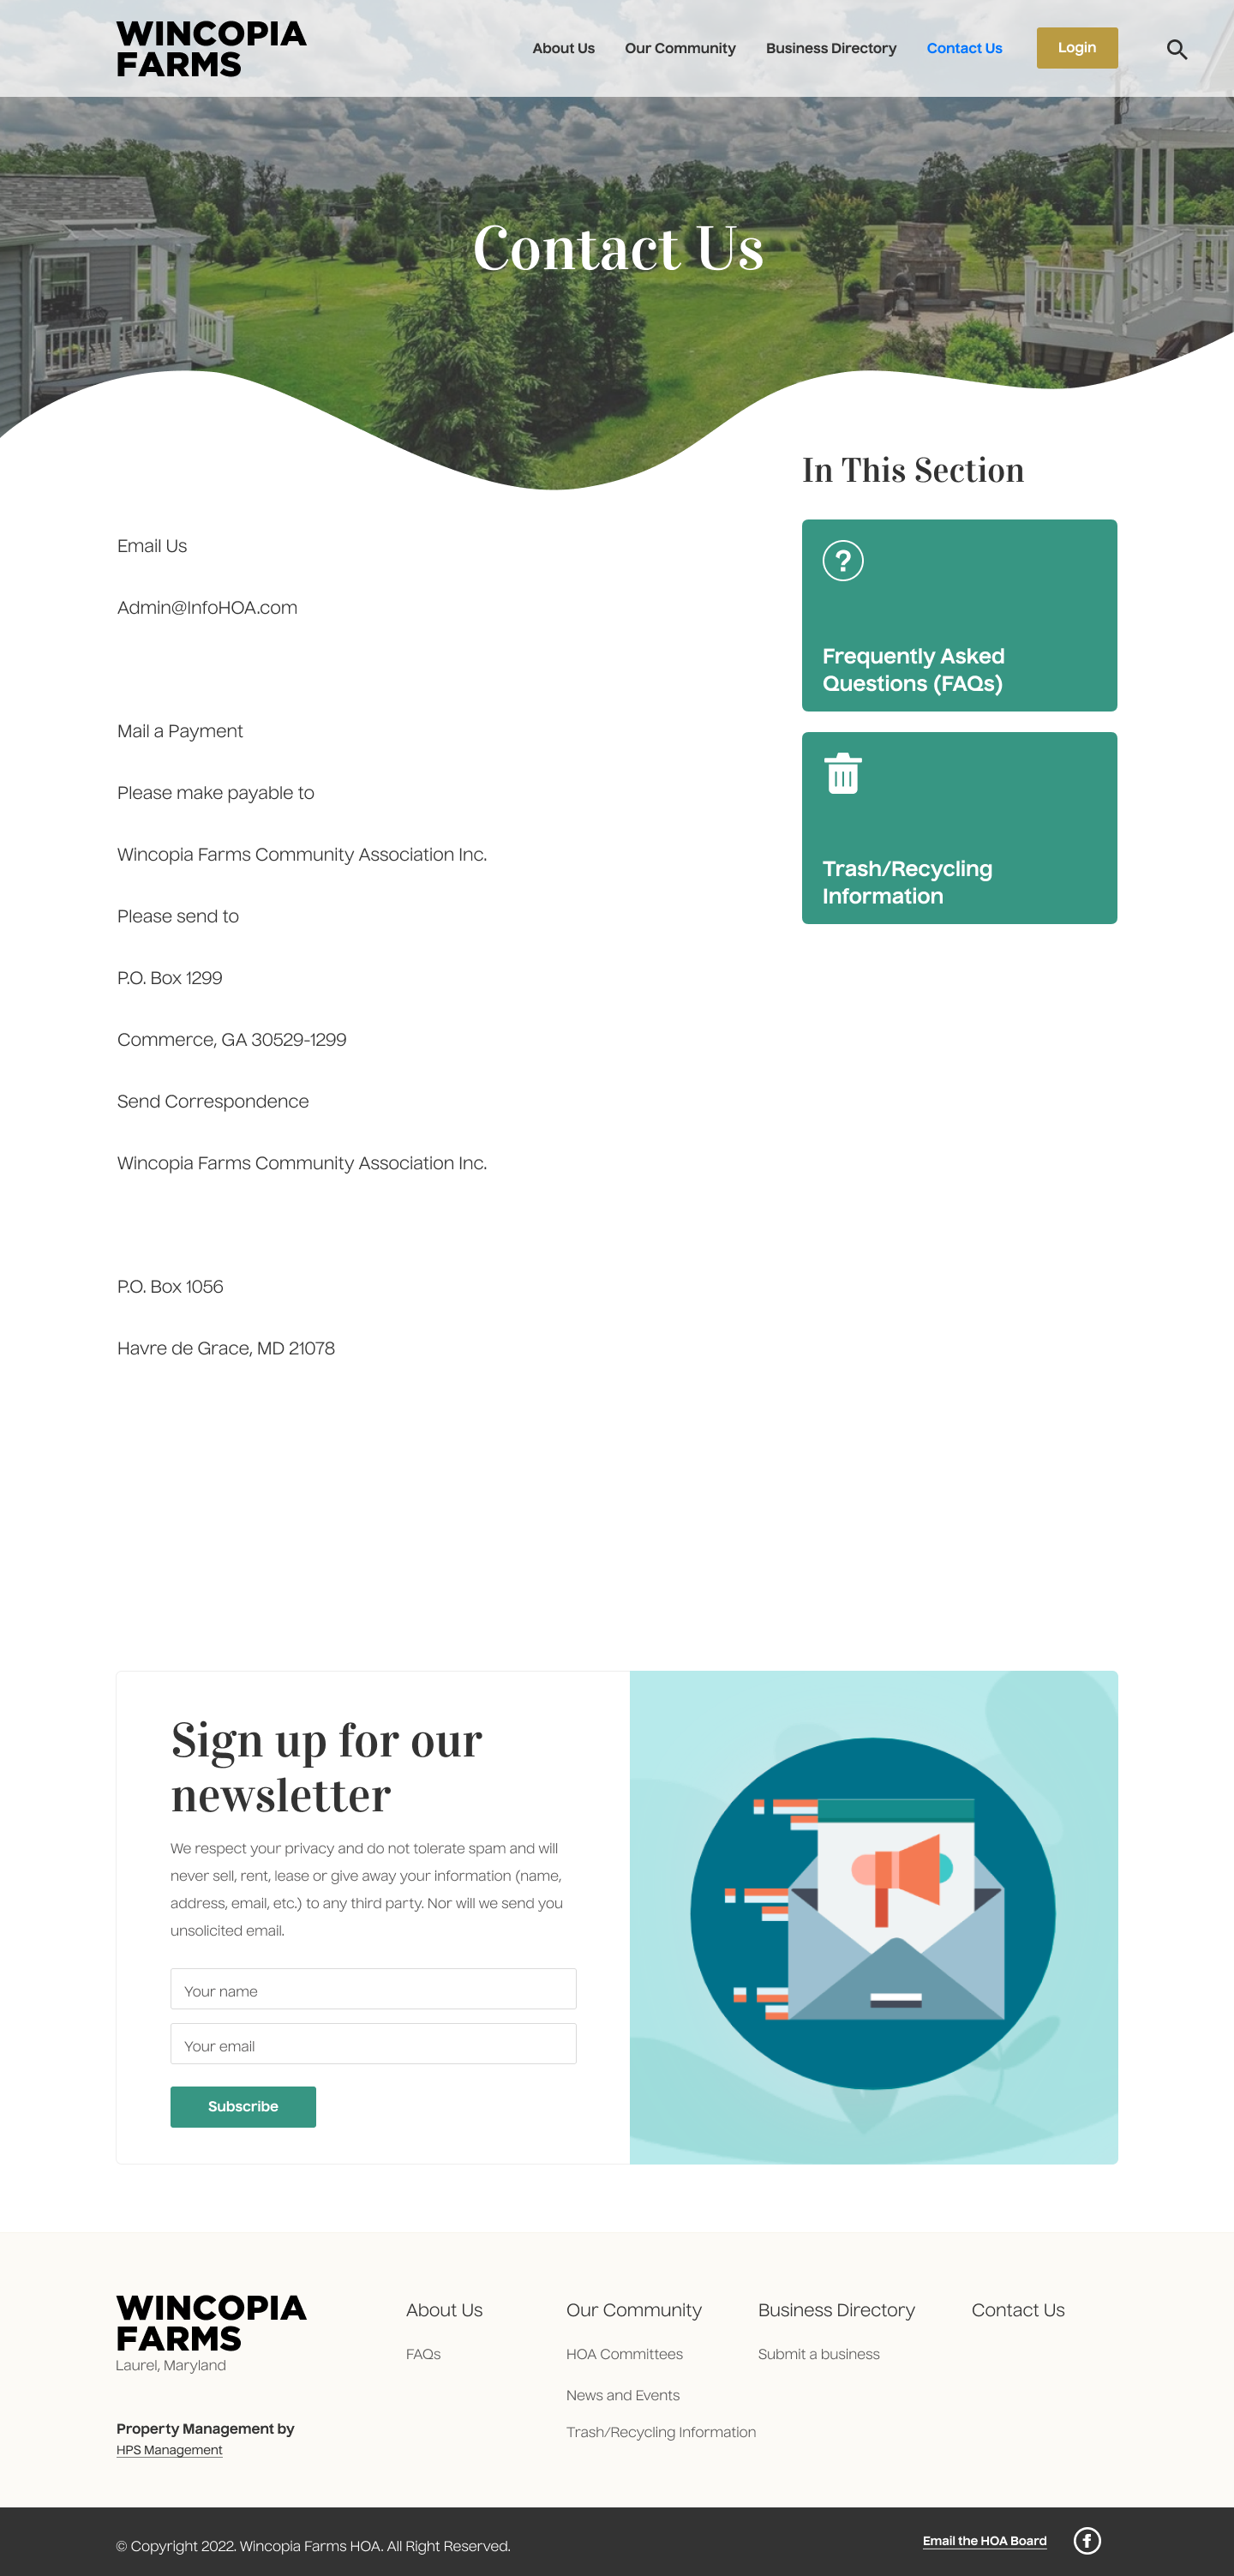 WINCOPIA
FARMS
About Us
Our Community
Business Directory
Contact Us
Login
Contact Us
In This Section
?
Frequently Asked
Questions (FAQs)
Trash/Recycling
Information
Email Us
Admin@InfoHOA.com
Mail a Payment
Please make payable to
Wincopia Farms Community Association Inc.
Please send to
P.O. Box 1299
Commerce, GA 30529-1299
Send Correspondence
Wincopia Farms Community Association Inc.
P.O. Box 1056
Havre de Grace, MD 21078
Sign up for our
newsletter
We respect your privacy and do not tolerate spam and will
never sell, rent, lease or give away your information (name,
address, email, etc.) to any third party. Nor will we send you
unsolicited email.
Your name
Your email
Subscribe
WINCOPIA
FARMS
Laurel, Maryland
Property Management by
HPS Management
About Us
FAQs
Our Community
HOA Committees
News and Events
Trash/Recycling Information
Business Directory
Submit a business
Contact Us
© Copyright 2022. Wincopia Farms HOA. All Right Reserved.
Email the HOA Board